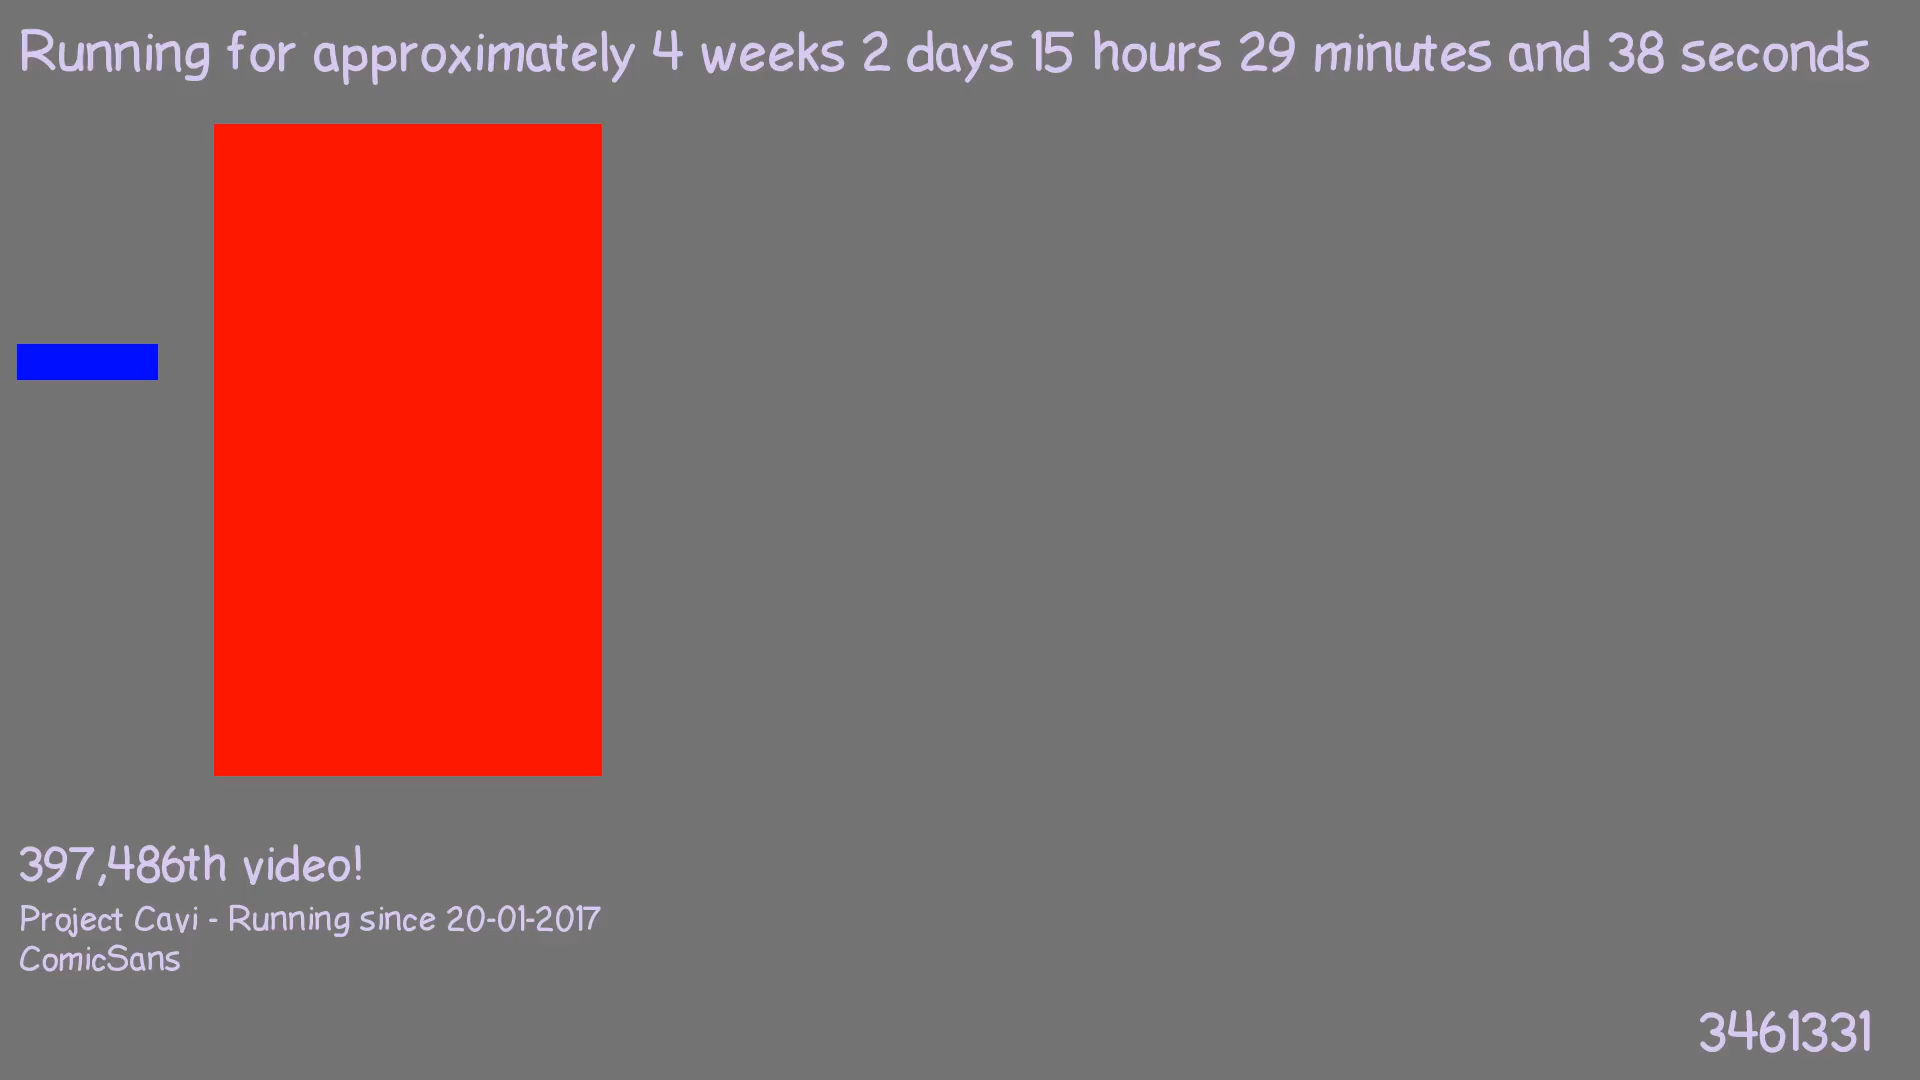 Running for approximately 4 weeks 2 days 15 hours 29 minutes and 38 seconds
397,486th video!
Project Cavi - Running since 20-01-2017
ComicSans
3461331